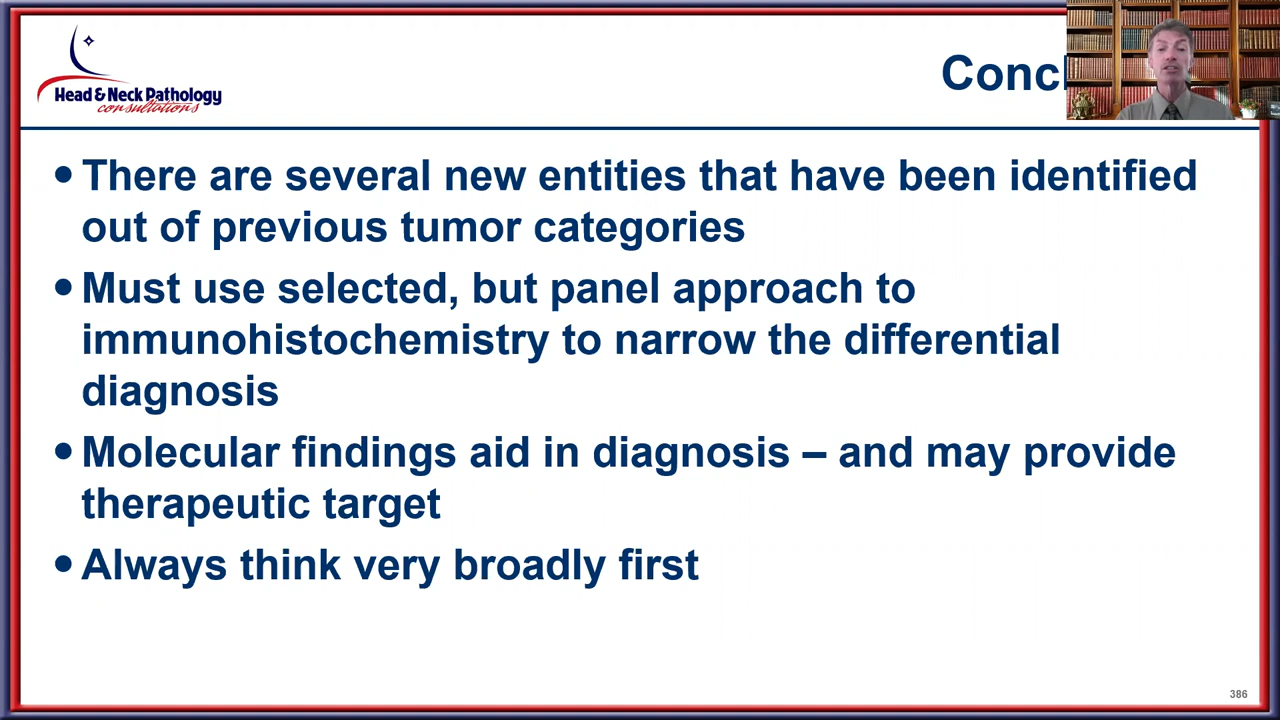 Head & Neck Pathology
consultations
There are several new entities that have been identified
out of previous tumor categories
Must use selected, but panel approach to
immunohistochemistry to narrow the differential
diagnosis
Molecular findings aid in diagnosis – and may provide
therapeutic target
Always think very broadly first
386